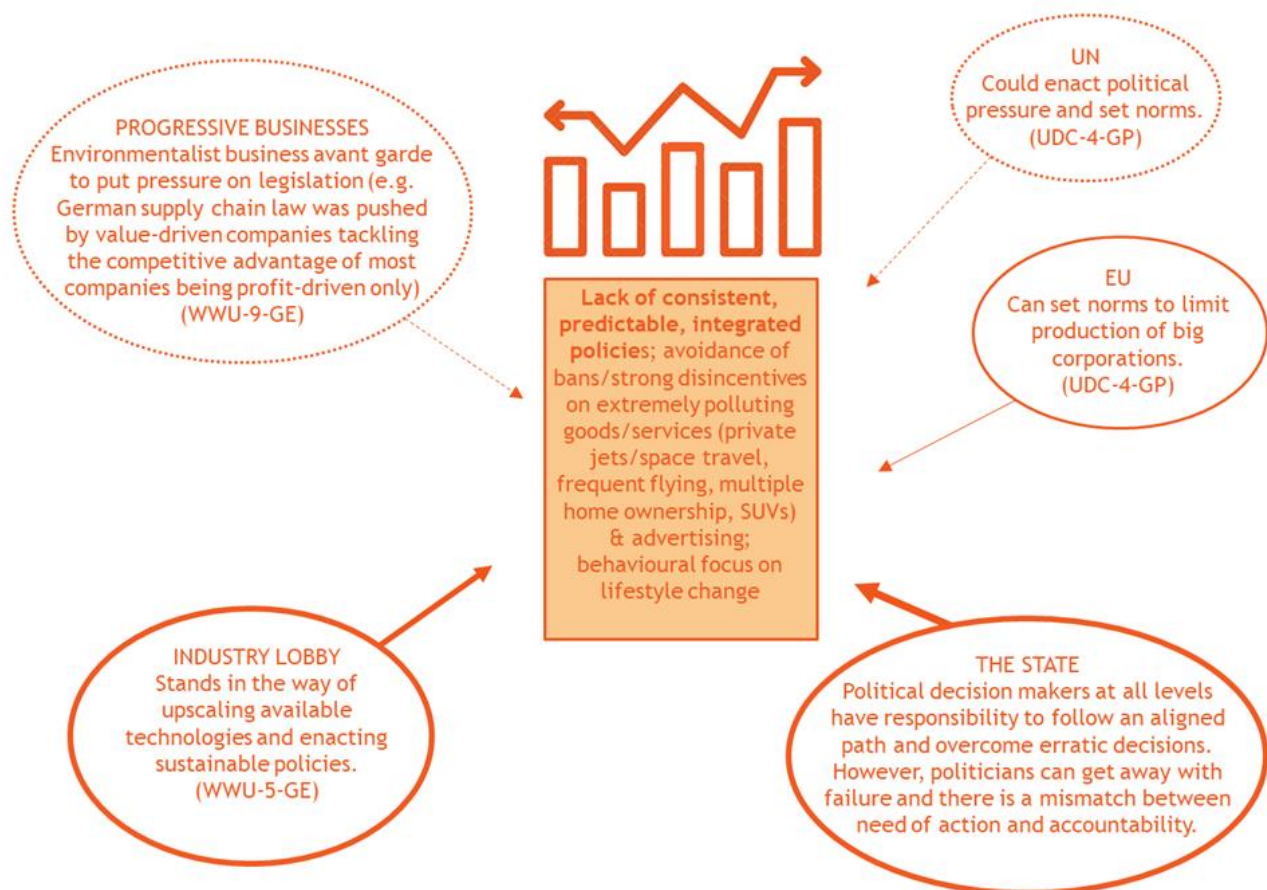 PROGRESSIVE BUSINESSES
Environmentalist business avant garde
to put pressure on legislation (e.g.
German supply chain law was pushed
by value-driven companies tackling
the competitive advantage of most
companies being profit-driven only)
(WWU-9-GE)
UN
Could enact political
pressure and set norms.
(UDC-4-GP)
EU
Can set norms to limit
production of big
corporations.
(UDC-4-GP)
Lack of consistent,
predictable, integrated
policies; avoidance of
bans/strong disincentives
on extremely polluting
goods/services (private
jets/space travel,
frequent flying, multiple
home ownership, SUVs)
& advertising;
behavioural focus on
lifestyle change
INDUSTRY LOBBY
Stands in the way of
upscaling available
technologies and enacting
sustainable policies.
(WWU-5-GE)
THE STATE
Political decision makers at all levels
have responsibility to follow an aligned
path and overcome erratic decisions.
However, politicians can get away with
failure and there is a mismatch between
need of action and accountability.